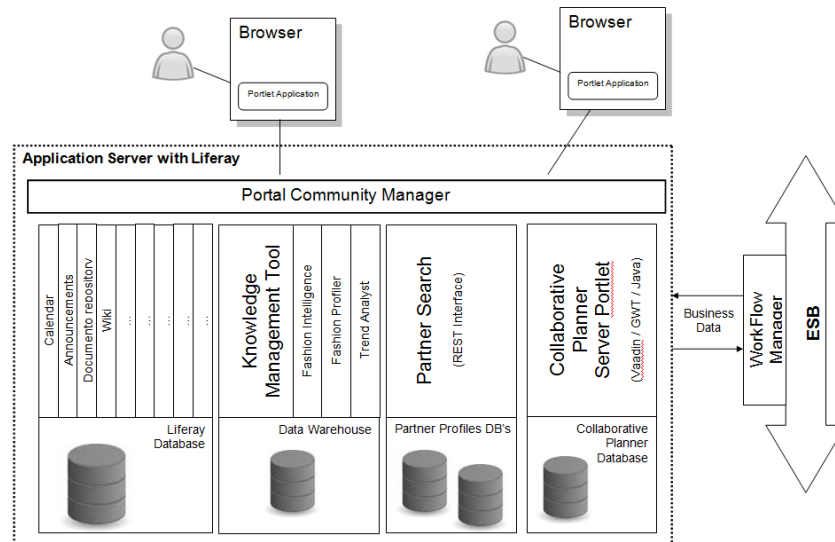 Browser
Portlet Application
Browser
Portlet Application
Application Server with Liferay
Portal Community Manager
Calendar
Announcements
Documento repository
Wiki
...
...
...
...
...
Knowledge
Management Tool
Fashion Intelligence
Fashion Profiler
Trend Analyst
Partner Search
(REST Interface)
Collaborative
Planner
Server Portlet
(Vaadin / GWT / Java)
Liferay
Database
Data Warehouse
Partner Profiles DB's
Collaborative
Planner
Database
Business
Data
WorkFlow
Manager
ESB